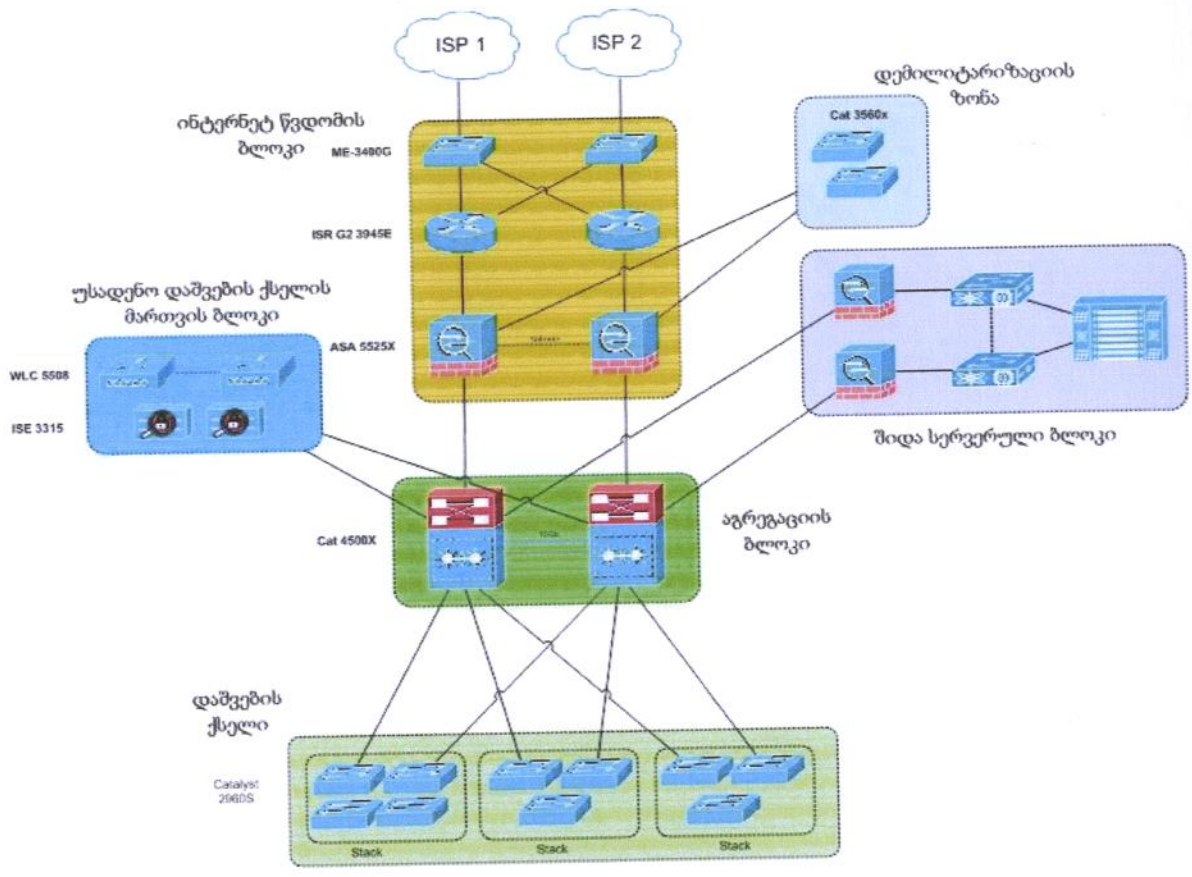 ISP 1
ISP 2
დემილიტარიზაციის
ზონა
ინტერნეტ წვდომის
ბლოკი
ME-3400G
Cat 3560x
ISR G2 3945E
უსადენო დაშვების ქსელის
მართვის ბლოკი
ASA 5525X
WLC 5508
ISE 3315
შიდა სერვერული ბლოკი
აგრეგაციის
ბლოკი
Cat 4500X
დაშვების
ქსელი
Catalyst
2960S
Stack
Stack
Stack